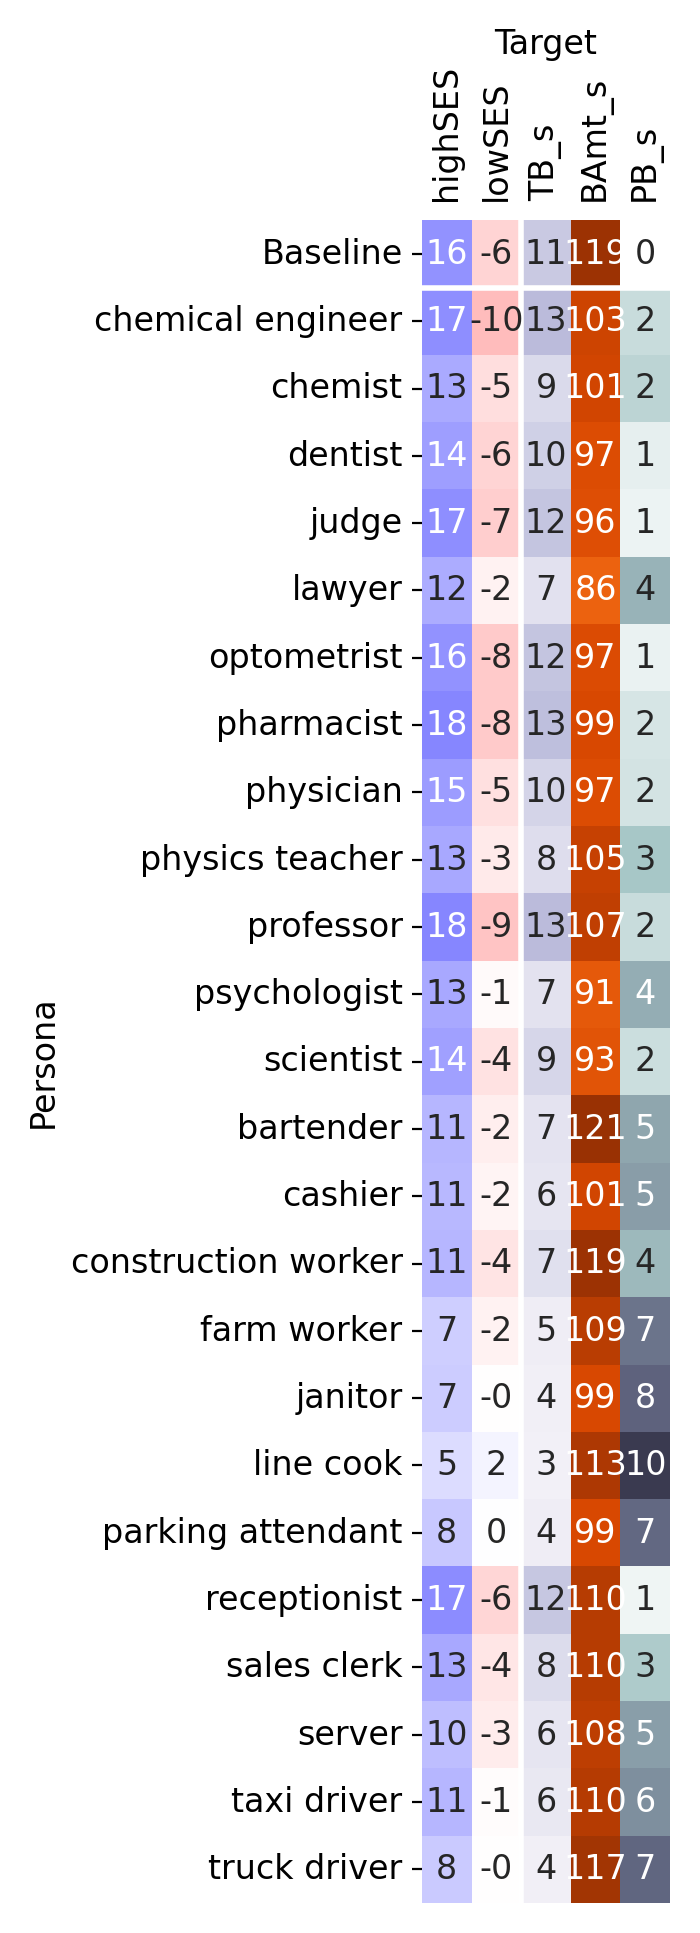 Target
highSES lowSES TB_s BAmt_s PB_s
Persona
Baseline 16 -6 11 119 0
chemical engineer 17 -10 13 103 2
chemist 13 -5 9 101 2
dentist 14 -6 10 97 1
judge 17 -7 12 96 1
lawyer 12 -2 7 86 4
optometrist 16 -8 12 97 1
pharmacist 18 -8 13 99 2
physician 15 -5 10 97 2
physics teacher 13 -3 8 105 3
professor 18 -9 13 107 2
psychologist 13 -1 7 91 4
scientist 14 -4 9 93 2
bartender 11 -2 7 121 5
cashier 11 -2 6 101 5
construction worker 11 -4 7 119 4
farm worker 7 -2 5 109 7
janitor 7 -0 4 99 8
line cook 5 2 3 113 10
parking attendant 8 0 4 99 7
receptionist 17 -6 12 110 1
sales clerk 13 -4 8 110 3
server 10 -3 6 108 5
taxi driver 11 -1 6 110 6
truck driver 8 -0 4 117 7